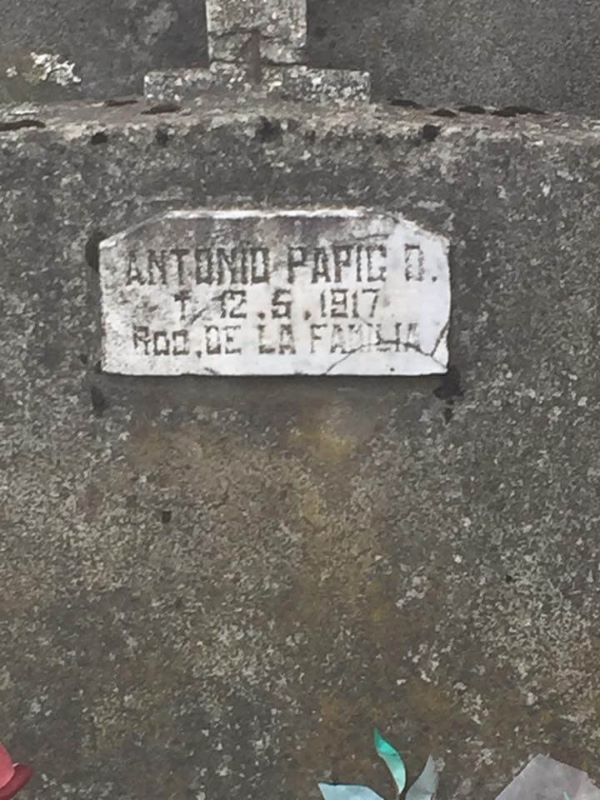 ANTONIO PAPIC O.
† 12.5.1917
RDO. DE LA FAMILIA